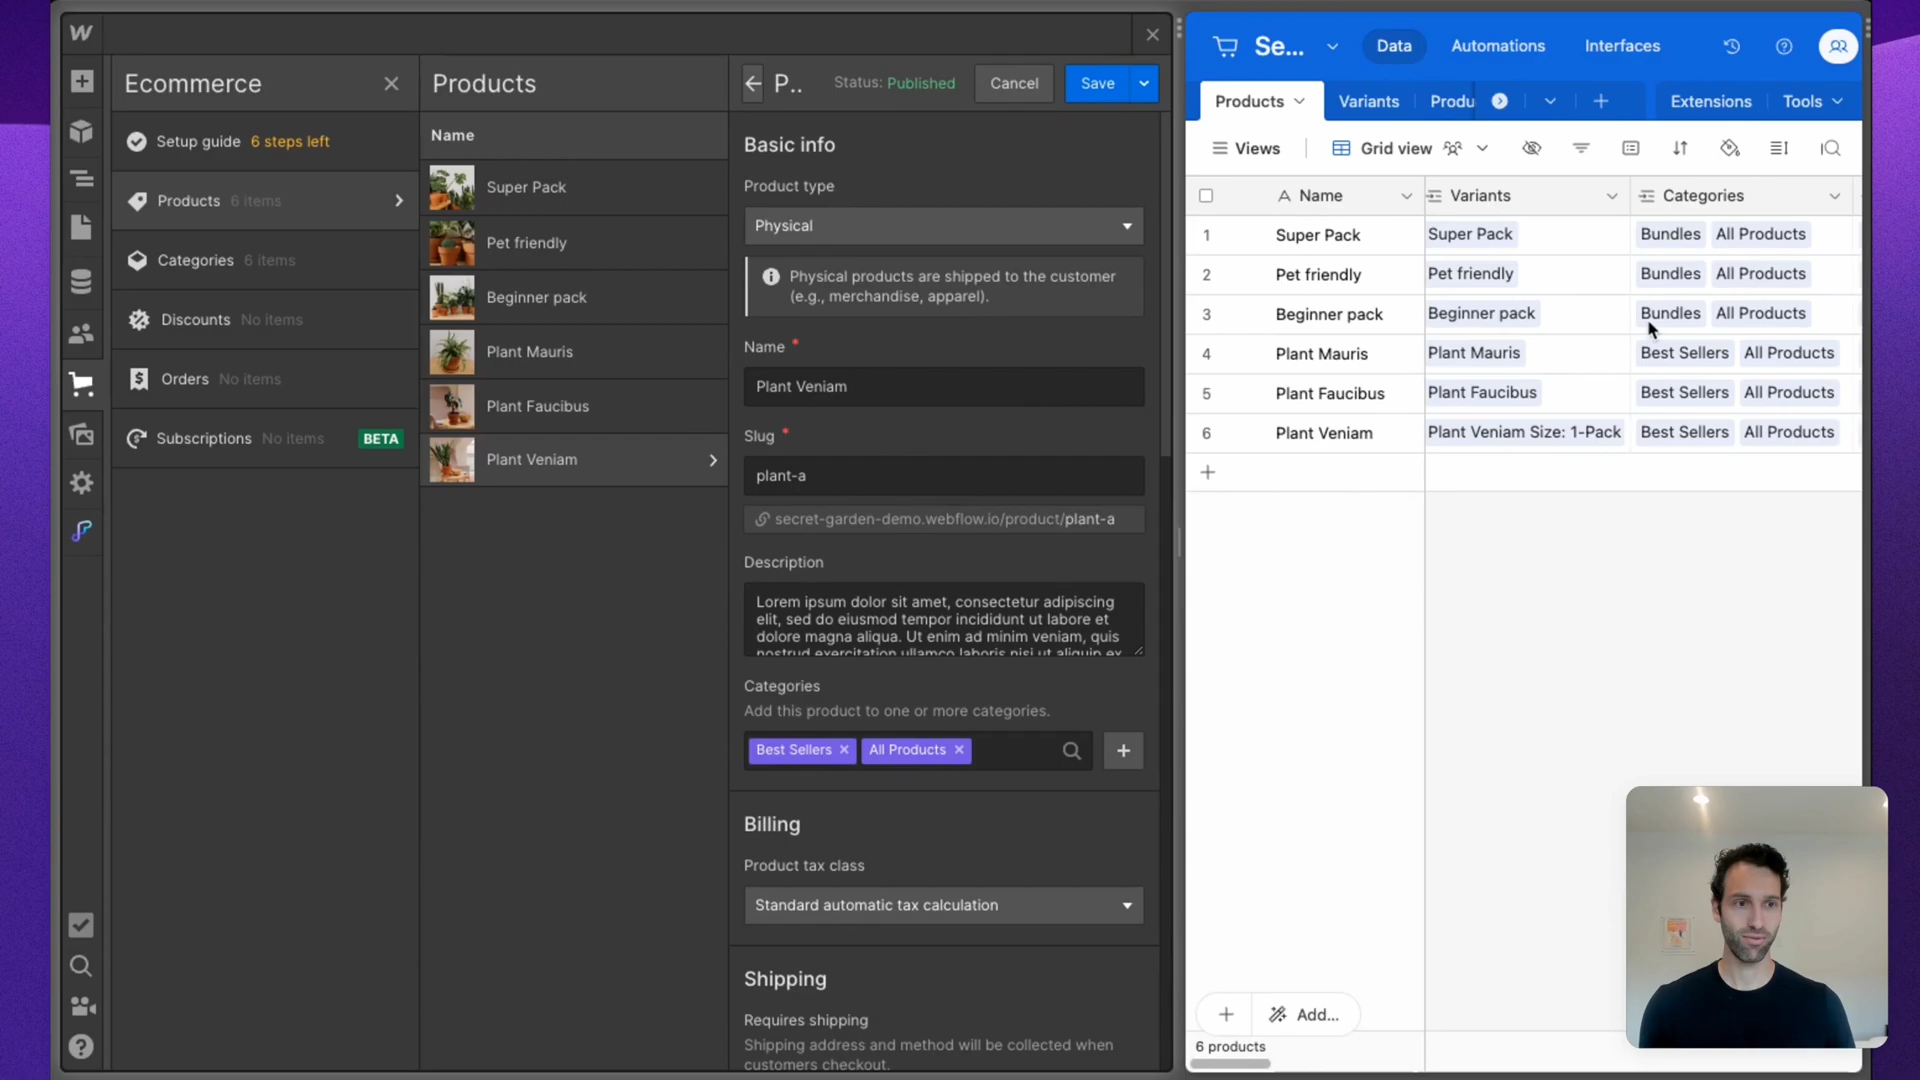 W
Ecommerce
Setup guide 6 steps left
Products 6 items
Categories 6 items
Discounts No items
Orders No items
Subscriptions No items BETA
Products
Name
Super Pack
Pet friendly
Beginner pack
Plant Mauris
Plant Faucibus
Plant Veniam
P.. Status: Published Cancel Save
Basic info
Product type
Physical
Physical products are shipped to the customer
(e.g., merchandise, apparel).
Name *
Plant Veniam
Slug *
plant-a
secret-garden-demo.webflow.io/product/plant-a
Description
Lorem ipsum dolor sit amet, consectetur adipiscing
elit, sed do eiusmod tempor incididunt ut labore et
dolore magna aliqua. Ut enim ad minim veniam, quis
nostrud exercitation ullamco laboris nisi ut aliquip ex
Categories
Add this product to one or more categories.
Best Sellers All Products
Billing
Product tax class
Standard automatic tax calculation
Shipping
Requires shipping
Shipping address and method will be collected when
customers checkout.
Se... Data Automations Interfaces
Products Variants Produ Extensions Tools
Views Grid view
Name Variants Categories
1 Super Pack Super Pack Bundles All Products
2 Pet friendly Pet friendly Bundles All Products
3 Beginner pack Beginner pack Bundles All Products
4 Plant Mauris Plant Mauris Best Sellers All Products
5 Plant Faucibus Plant Faucibus Best Sellers All Products
6 Plant Veniam Plant Veniam Size: 1-Pack Best Sellers All Products
Add...
6 products